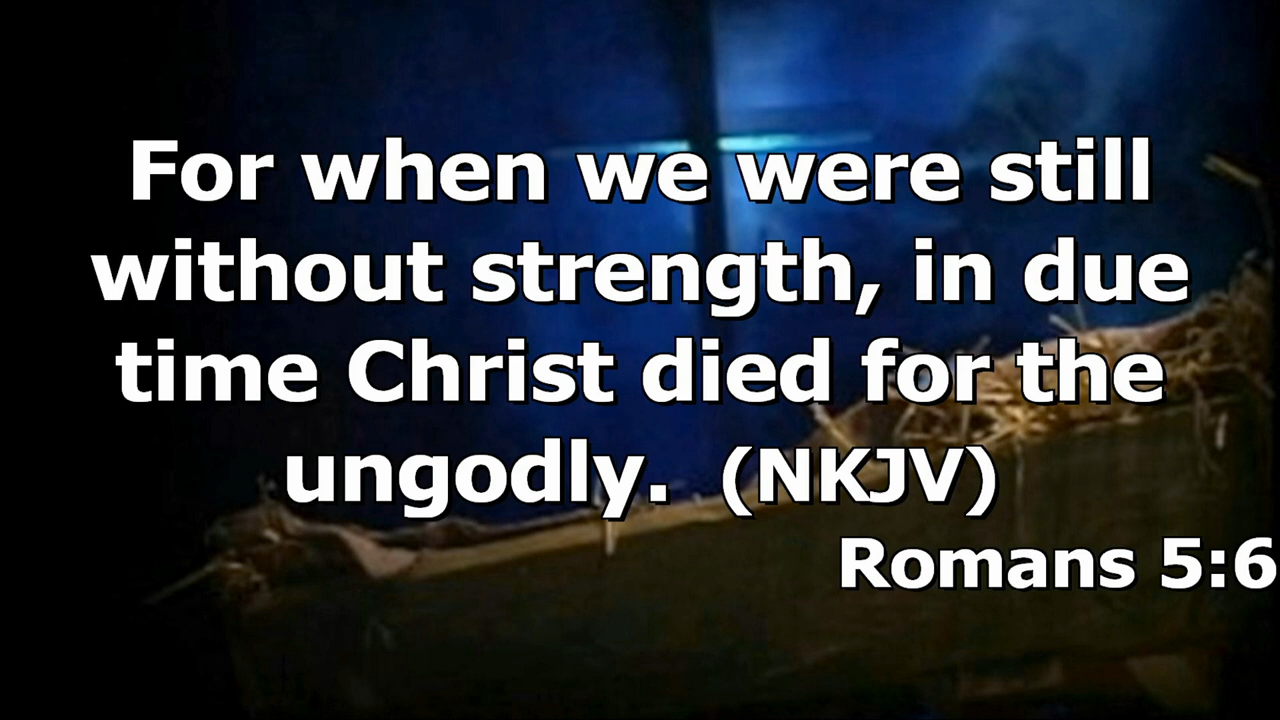 For when we were still
without strength, in due
time Christ died for the
ungodly.  (NKJV)
Romans 5:6